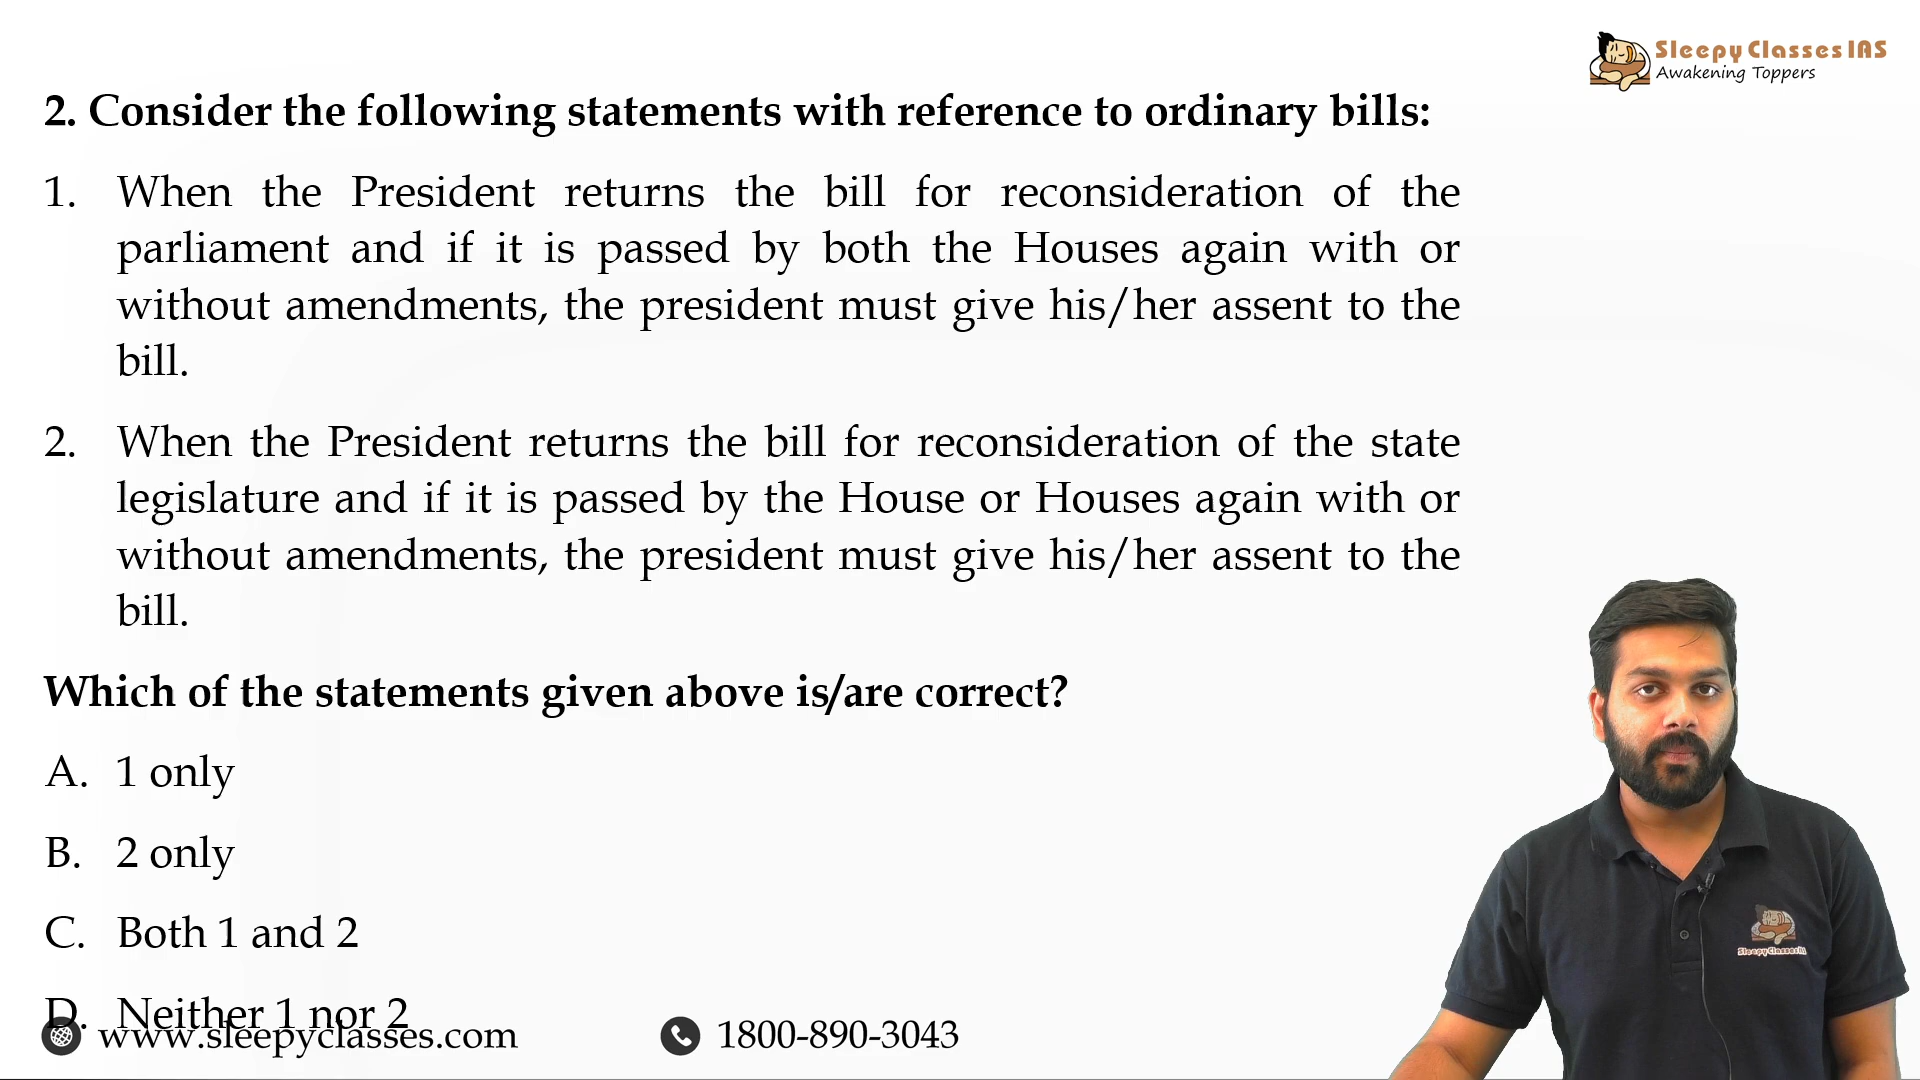 Sleepy Classes IAS
Awakening Toppers
2. Consider the following statements with reference to ordinary bills:
1. When the President returns the bill for reconsideration of the
parliament and if it is passed by both the Houses again with or
without amendments, the president must give his/her assent to the
bill.
2. When the President returns the bill for reconsideration of the state
legislature and if it is passed by the House or Houses again with or
without amendments, the president must give his/her assent to the
bill.
Which of the statements given above is/are correct?
A. 1 only
B. 2 only
C. Both 1 and 2
D. Neither 1 nor 2
www.sleepyclasses.com
1800-890-3043